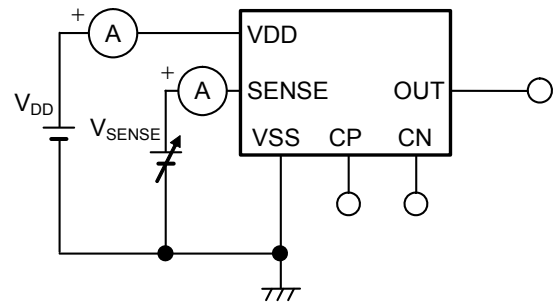 + A
VDD
+ A
SENSE
OUT
V_DD
V_SENSE
VSS
CP
CN